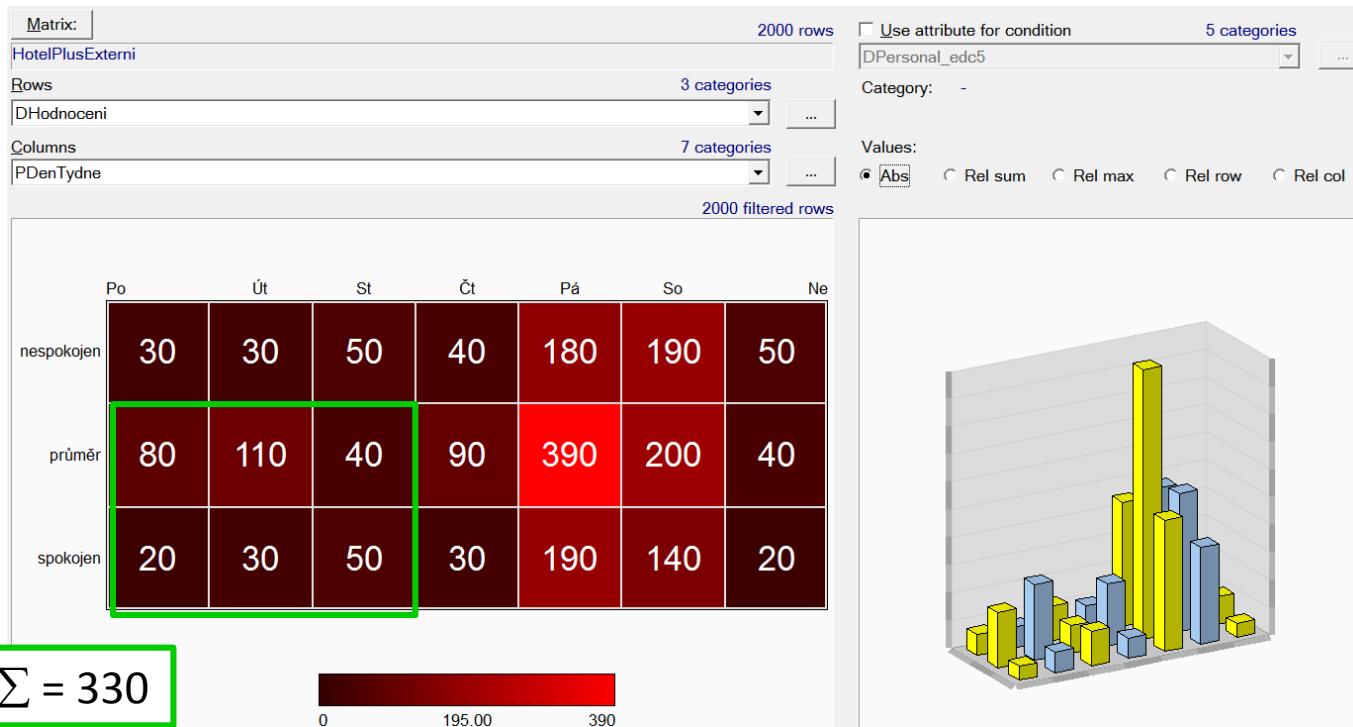 Matrix:
2000 rows
HotelPlusExterni
Rows
3 categories
DHodnoceni
...
Columns
7 categories
PDenTydne
...
2000 filtered rows
Use attribute for condition
5 categories
DPersonal_edc5
...
Category: -
Values:
Abs Rel sum Rel max Rel row Rel col
Po Út St Čt Pá So Ne
nespokojen 30 30 50 40 180 190 50
průměr 80 110 40 90 390 200 40
spokojen 20 30 50 30 190 140 20
∑ = 330
0 195.00 390